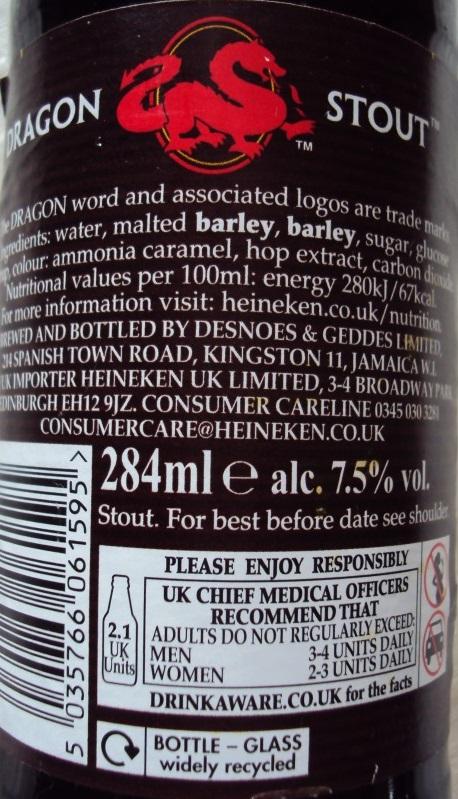 DRAGON STOUT™
TM
The DRAGON word and associated logos are trade marks
Ingredients: water, malted barley, barley, sugar, glucose
colour: ammonia caramel, hop extract, carbon dioxide
Nutritional values per 100ml: energy 280kJ/67kcal.
For more information visit: heineken.co.uk/nutrition.
BREWED AND BOTTLED BY DESNOES & GEDDES LIMITED,
214 SPANISH TOWN ROAD, KINGSTON 11, JAMAICA W.I.
UK IMPORTER HEINEKEN UK LIMITED, 3-4 BROADWAY PARK,
EDINBURGH EH12 9JZ. CONSUMER CARELINE 0345 030 3281
CONSUMERCARE@HEINEKEN.CO.UK
284ml e alc. 7.5% vol.
Stout. For best before date see shoulder
PLEASE ENJOY RESPONSIBLY
UK CHIEF MEDICAL OFFICERS
RECOMMEND THAT
ADULTS DO NOT REGULARLY EXCEED:
MEN 3-4 UNITS DAILY
WOMEN 2-3 UNITS DAILY
2.1
UK
Units
DRINKAWARE.CO.UK for the facts
BOTTLE – GLASS
widely recycled
5 035766 061595 >